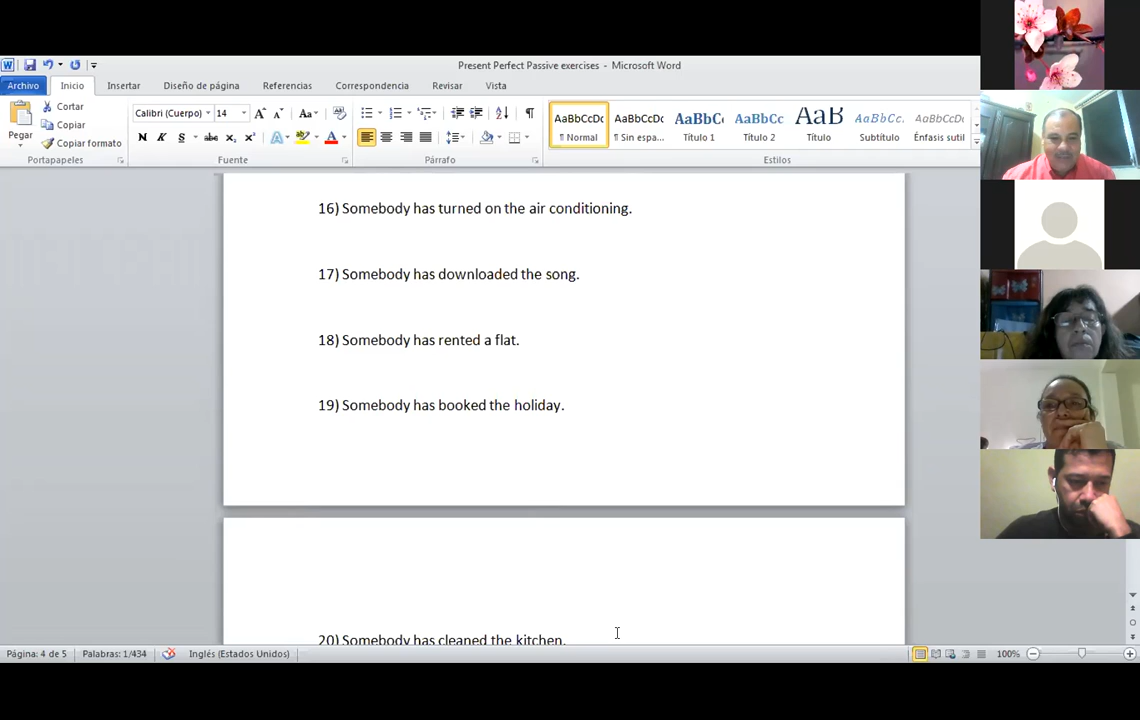 Present Perfect Passive exercises - Microsoft Word
Archivo Inicio Insertar Diseño de página Referencias Correspondencia Revisar Vista
Pegar
Cortar
Copiar
Copiar formato
Portapapeles
Calibri (Cuerpo) 14
Fuente
Párrafo
AaBbCcDc AaBbCcDc AaBbC AaBbCc AaB AaBbCc. AaBbCcDc
¶ Normal ¶ Sin espa... Título 1 Título 2 Título Subtítulo Énfasis sutil
Estilos
16) Somebody has turned on the air conditioning.
17) Somebody has downloaded the song.
18) Somebody has rented a flat.
19) Somebody has booked the holiday.
20) Somebody has cleaned the kitchen.
Página: 4 de 5 Palabras: 1/434 Inglés (Estados Unidos) 100%